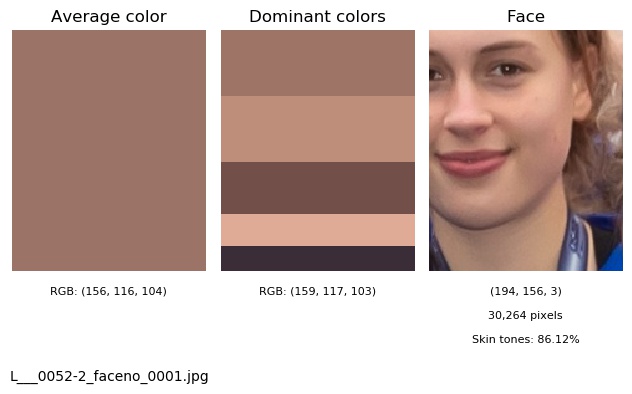 Average color
Dominant colors
Face
RGB: (156, 116, 104)
RGB: (159, 117, 103)
(194, 156, 3)
30,264 pixels
Skin tones: 86.12%
L___0052-2_faceno_0001.jpg